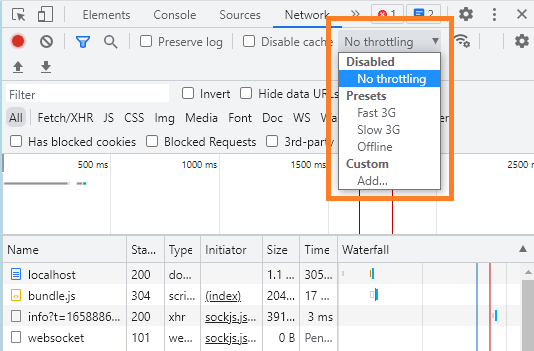 Elements Console Sources Network » 1 2
Preserve log Disable cache No throttling
Disabled
No throttling
Presets
Fast 3G
Slow 3G
Offline
Custom
Add...
Filter Invert Hide data URLs
All Fetch/XHR JS CSS Img Media Font Doc WS
Has blocked cookies Blocked Requests 3rd-party
500 ms 1000 ms 1500 ms 2500 ms
Name Sta... Type Initiator Size Time Waterfall
localhost 200 do... 1.1 ... 305...
bundle.js 304 scri... (index) 204... 17 ...
info?t=1658886... 200 xhr sockjs.js... 391... 3 ms
websocket 101 we... sockjs.js... 0 B Pen...